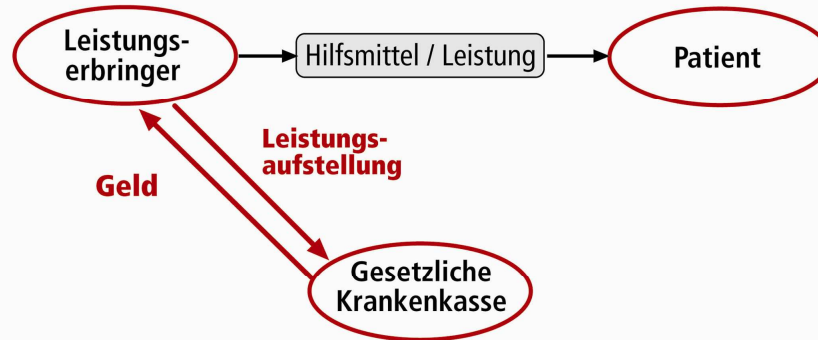 Leistungs-
erbringer
Hilfsmittel / Leistung
Patient
Leistungs-
aufstellung
Geld
Gesetzliche
Krankenkasse